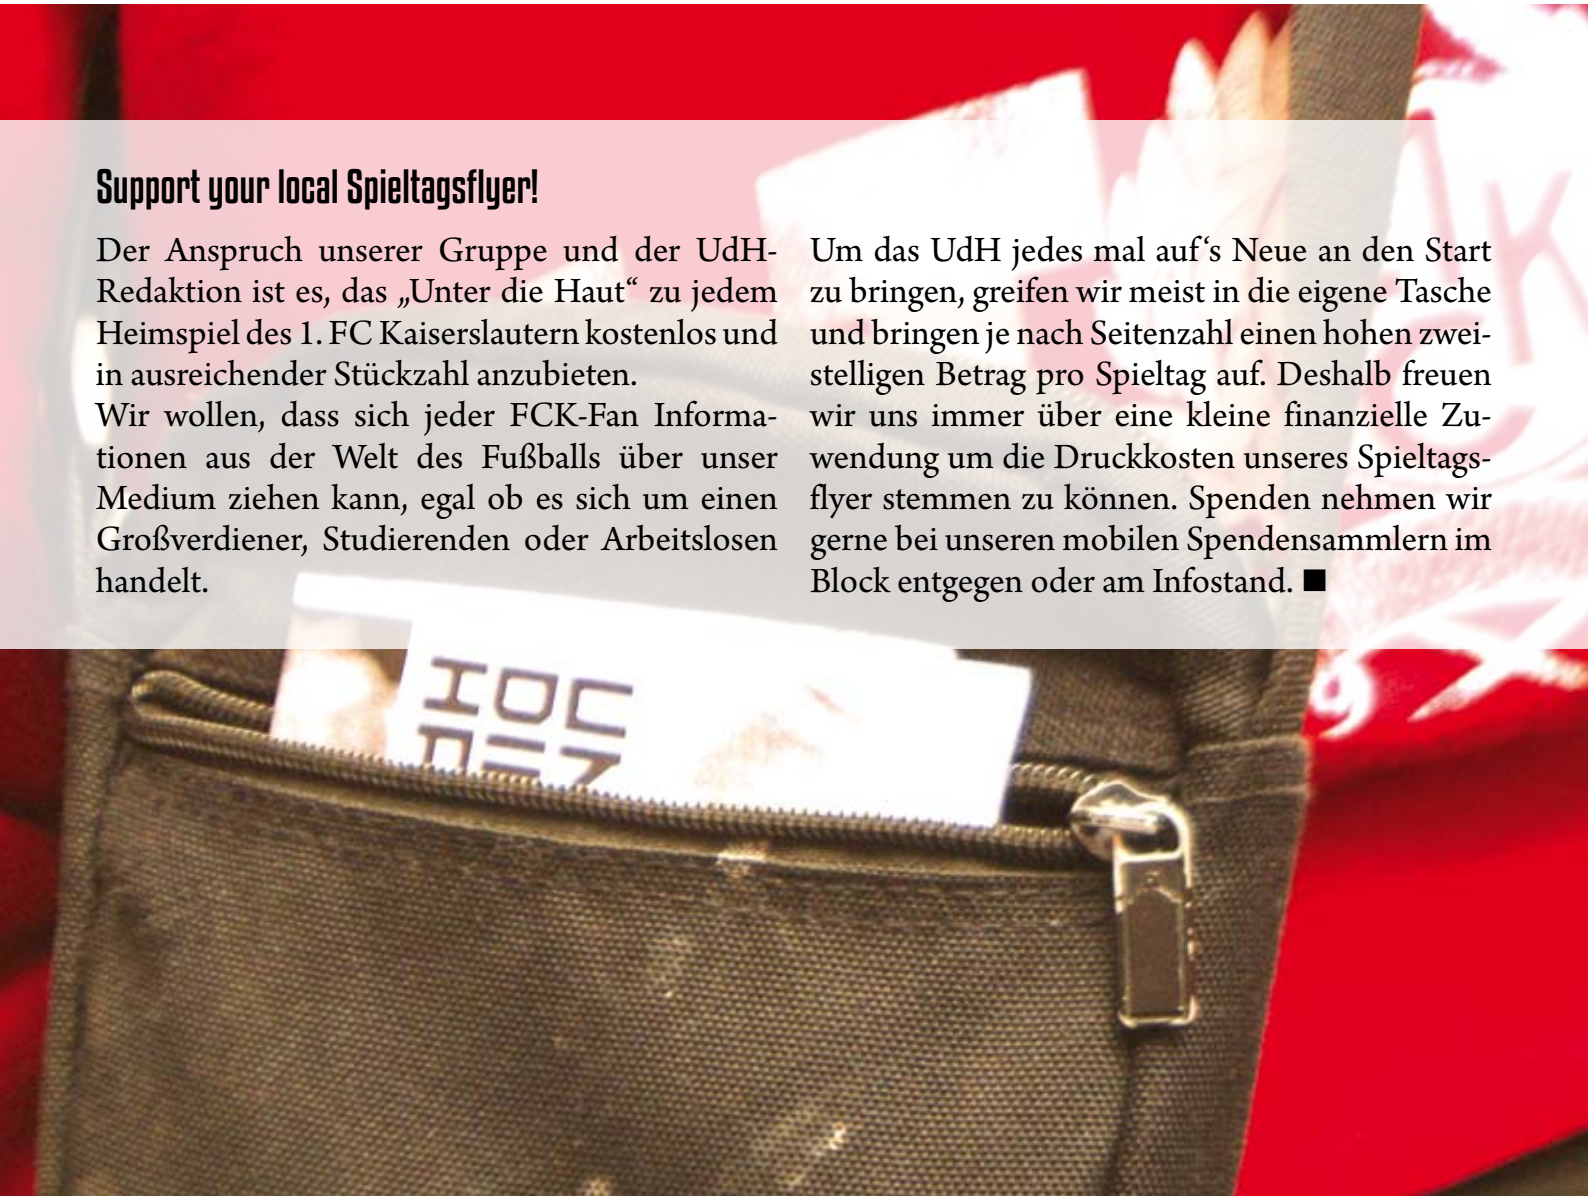 Support your local Spieltagsflyer!
Der Anspruch unserer Gruppe und der UdH-
Redaktion ist es, das „Unter die Haut“ zu jedem
Heimspiel des 1. FC Kaiserslautern kostenlos und
in ausreichender Stückzahl anzubieten.
Wir wollen, dass sich jeder FCK-Fan Informa-
tionen aus der Welt des Fußballs über unser
Medium ziehen kann, egal ob es sich um einen
Großverdiener, Studierenden oder Arbeitslosen
handelt.
Um das UdH jedes mal auf‘s Neue an den Start
zu bringen, greifen wir meist in die eigene Tasche
und bringen je nach Seitenzahl einen hohen zwei-
stelligen Betrag pro Spieltag auf. Deshalb freuen
wir uns immer über eine kleine finanzielle Zu-
wendung um die Druckkosten unseres Spieltags-
flyer stemmen zu können. Spenden nehmen wir
gerne bei unseren mobilen Spendensammlern im
Block entgegen oder am Infostand. ■